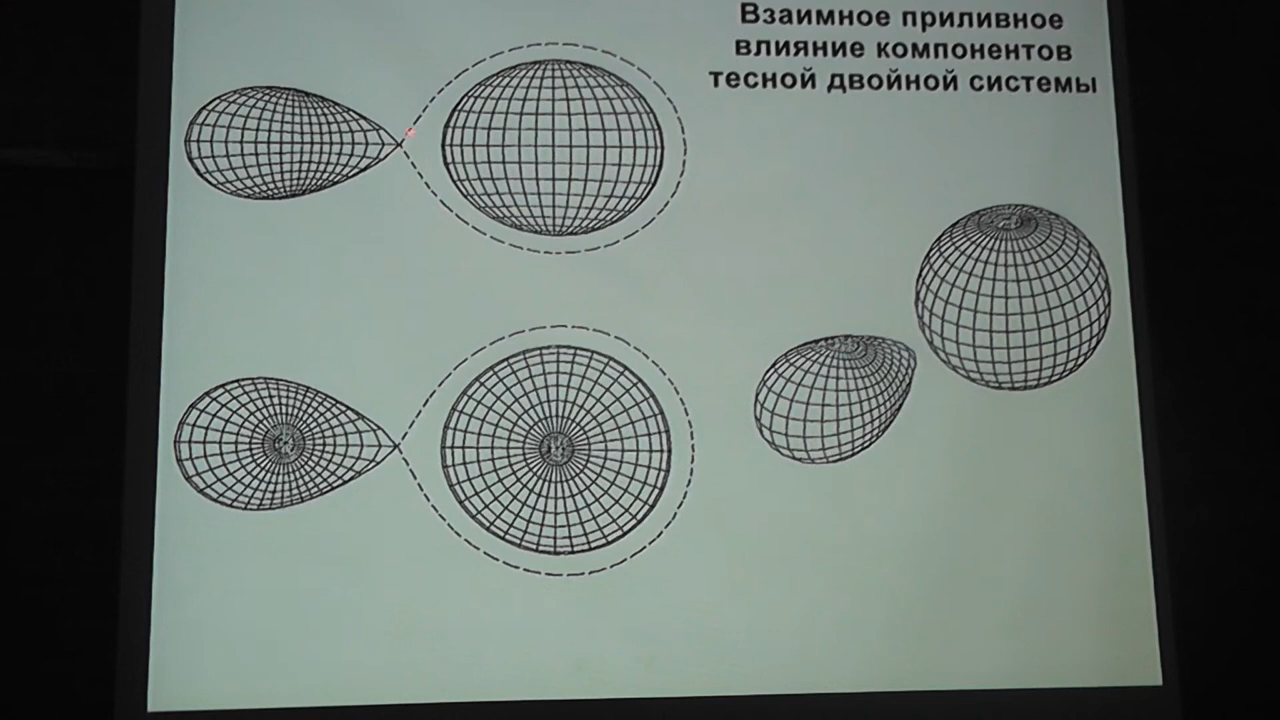 Взаимное приливное
влияние компонентов
тесной двойной системы